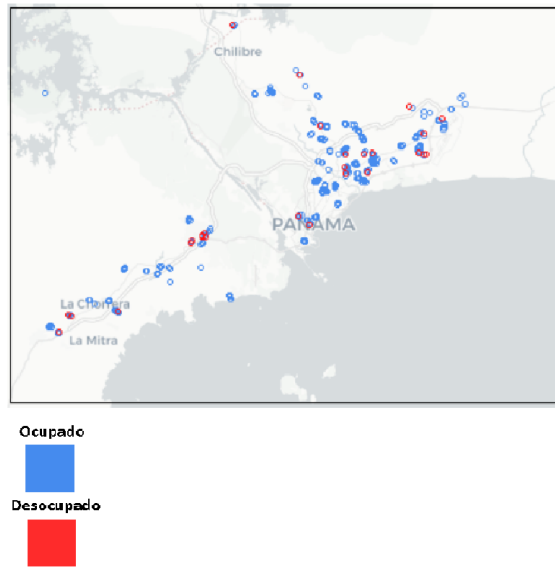 Chilibre
PANAMA
La Chorrera
La Mitra
Ocupado
Desocupado